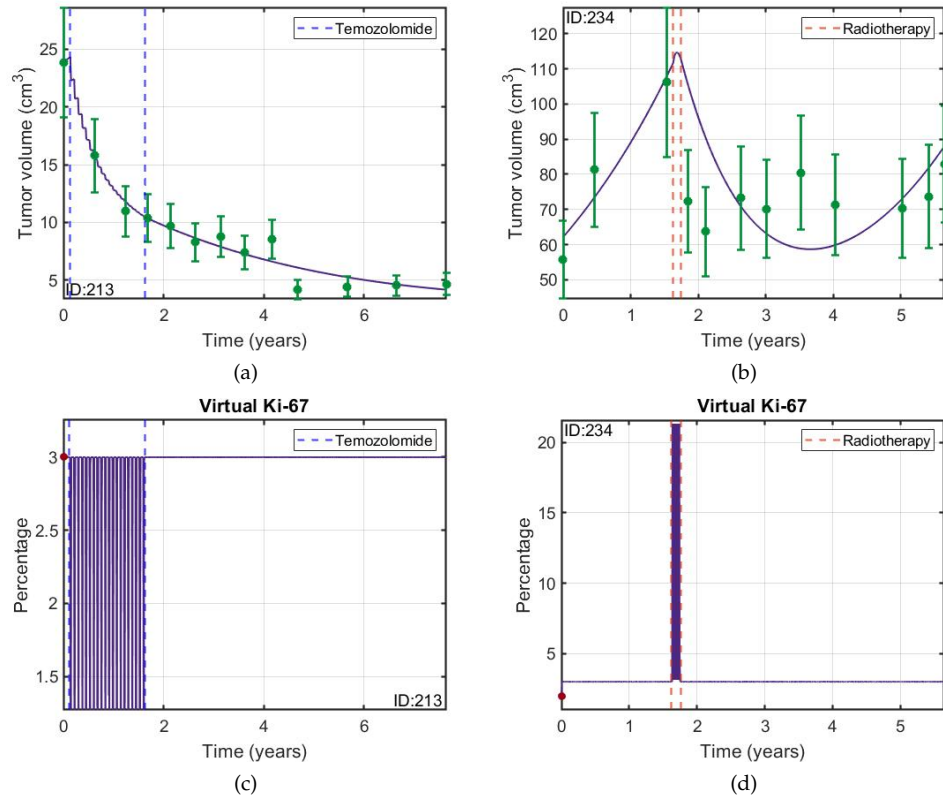 Temozolomide
Tumor volume (cm³)
25
20
15
10
5
ID:213
0
2
4
6
Time (years)
(a)
ID:234
Radiotherapy
Tumor volume (cm³)
120
110
100
90
80
70
60
50
0
1
2
3
4
5
Time (years)
(b)
Virtual Ki-67
Temozolomide
Percentage
3
2.5
2
1.5
ID:213
0
2
4
6
Time (years)
(c)
Virtual Ki-67
ID:234
Radiotherapy
Percentage
20
15
10
5
0
1
2
3
4
5
Time (years)
(d)